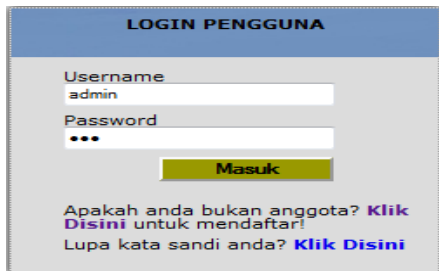 LOGIN PENGGUNA
Username
admin
Password
•••
Masuk
Apakah anda bukan anggota? Klik
Disini untuk mendaftar!
Lupa kata sandi anda? Klik Disini